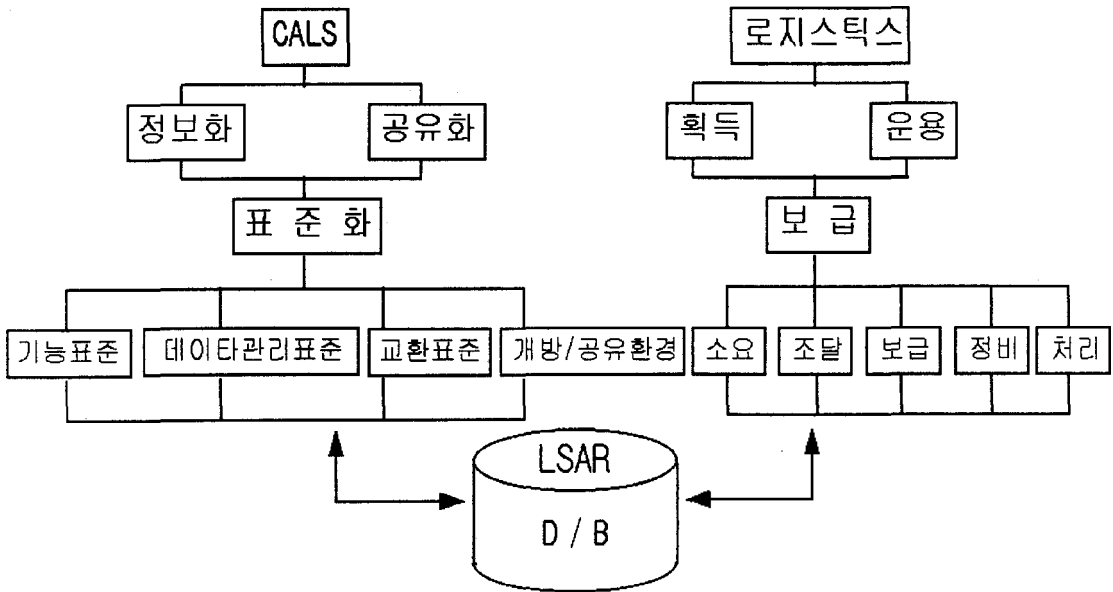 CALS 로지스틱스
정보화 공유화 획득 운용
표 준 화 보 급
기능표준 데이타관리표준 교환표준 개방/공유환경 소요 조달 보급 정비 처리
LSAR
D / B